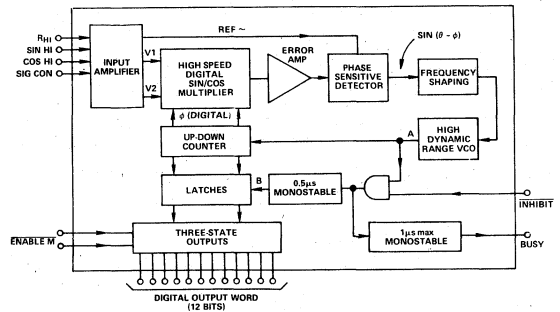 R HI
SIN HI
COS HI
SIG CON
INPUT
AMPLIFIER
REF ~
V1
V2
HIGH SPEED
DIGITAL
SIN/COS
MULTIPLIER
ERROR
AMP
PHASE
SENSITIVE
DETECTOR
SIN (θ - ϕ)
FREQUENCY
SHAPING
ϕ (DIGITAL)
UP-DOWN
COUNTER
A
HIGH
DYNAMIC
RANGE VCO
LATCHES
B
0.5µs
MONOSTABLE
INHIBIT
1µs max
MONOSTABLE
BUSY
ENABLE M
THREE-STATE
OUTPUTS
DIGITAL OUTPUT WORD
(12 BITS)